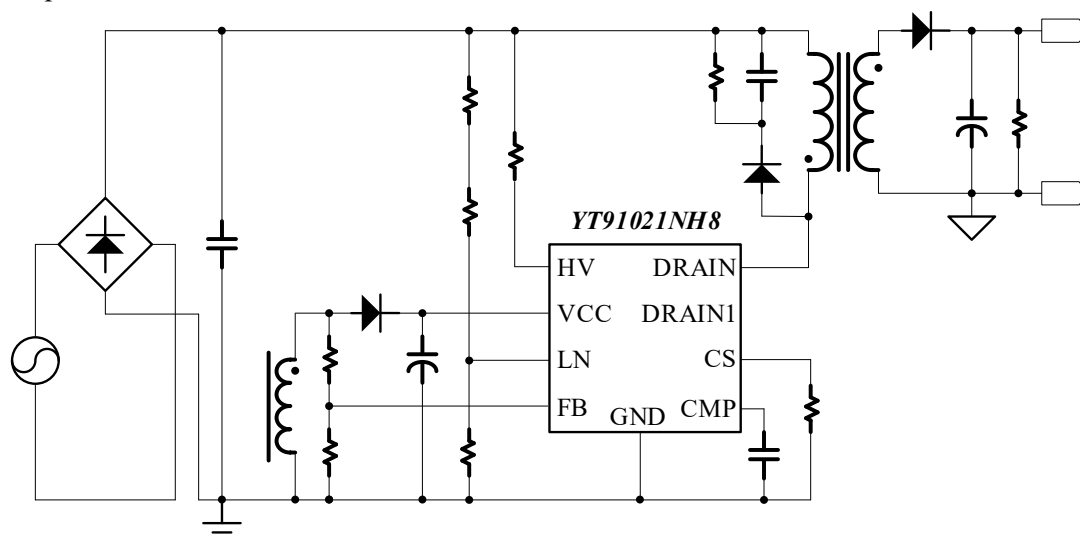 YT91021NH8
HV
DRAIN
VCC
DRAIN1
LN
CS
FB
GND
CMP